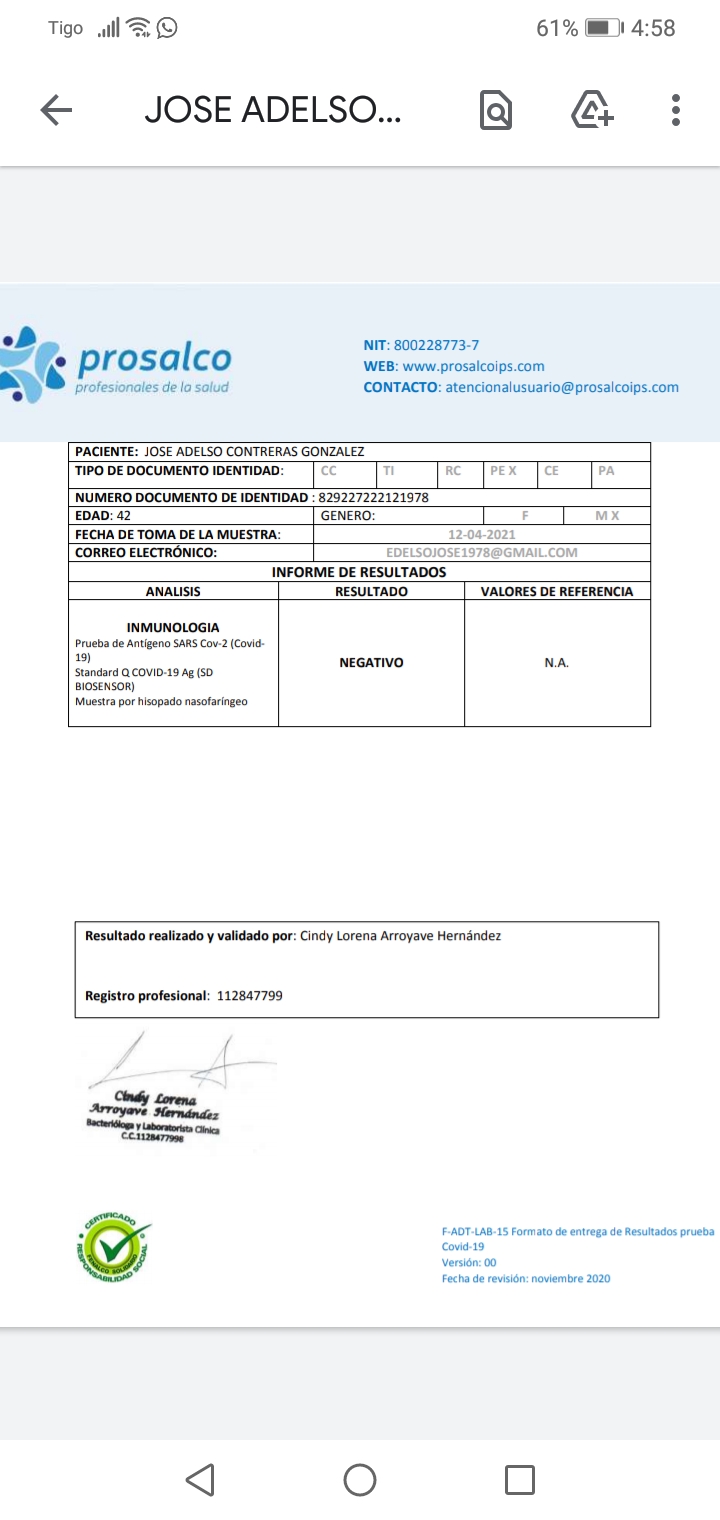 Tigo 61% 4:58
JOSE ADELSO...
prosalco
profesionales de la salud
NIT: 800228773-7
WEB: www.prosalcoips.com
CONTACTO: atencionalusuario@prosalcoips.com
PACIENTE: JOSE ADELSO CONTRERAS GONZALEZ
TIPO DE DOCUMENTO IDENTIDAD: CC TI RC PE X CE PA
NUMERO DOCUMENTO DE IDENTIDAD : 829227222121978
EDAD: 42 GENERO: F M X
FECHA DE TOMA DE LA MUESTRA: 12-04-2021
CORREO ELECTRÓNICO: EDELSOJOSE1978@GMAIL.COM
INFORME DE RESULTADOS
ANALISIS RESULTADO VALORES DE REFERENCIA
INMUNOLOGIA
Prueba de Antígeno SARS Cov-2 (Covid-
19)
Standard Q COVID-19 Ag (SD
BIOSENSOR)
Muestra por hisopado nasofaríngeo
NEGATIVO
N.A.
Resultado realizado y validado por: Cindy Lorena Arroyave Hernández
Registro profesional: 112847799
Cindy Lorena
Arroyave Hernández
Bacterióloga y Laboratorista Clínica
C.C.1128477998
CERTIFICADO
RESPONSABILIDAD SOCIAL
FENALCO SOLIDARIO
F-ADT-LAB-15 Formato de entrega de Resultados prueba
Covid-19
Versión: 00
Fecha de revisión: noviembre 2020